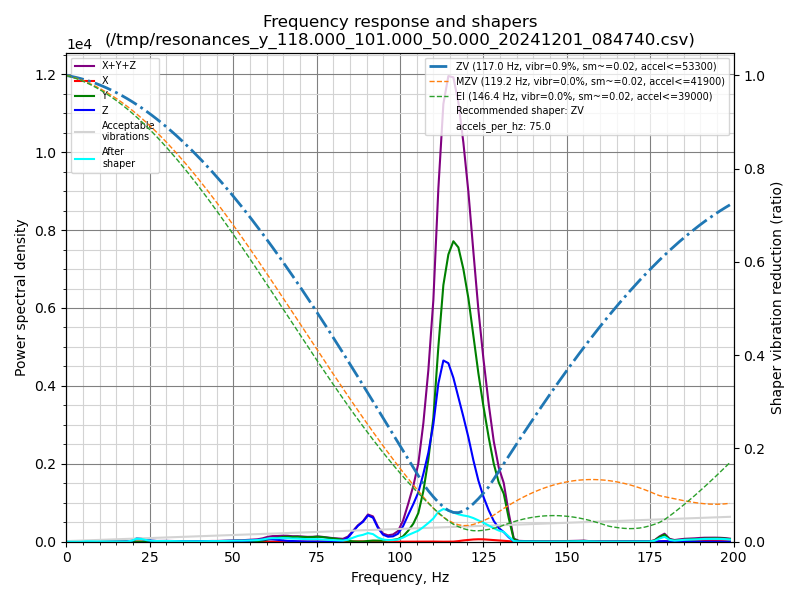 Frequency response and shapers
(/tmp/resonances_y_118.000_101.000_50.000_20241201_084740.csv)
1e4
X+Y+Z
X
Y
Z
Acceptable
vibrations
After
shaper
ZV (117.0 Hz, vibr=0.9%, sm~=0.02, accel<=53300)
MZV (119.2 Hz, vibr=0.0%, sm~=0.02, accel<=41900)
EI (146.4 Hz, vibr=0.0%, sm~=0.02, accel<=39000)
Recommended shaper: ZV
accels_per_hz: 75.0
1.2
1.0
0.8
0.6
0.4
0.2
0.0
Power spectral density
1.0
0.8
0.6
0.4
0.2
0.0
Shaper vibration reduction (ratio)
0 25 50 75 100 125 150 175 200
Frequency, Hz